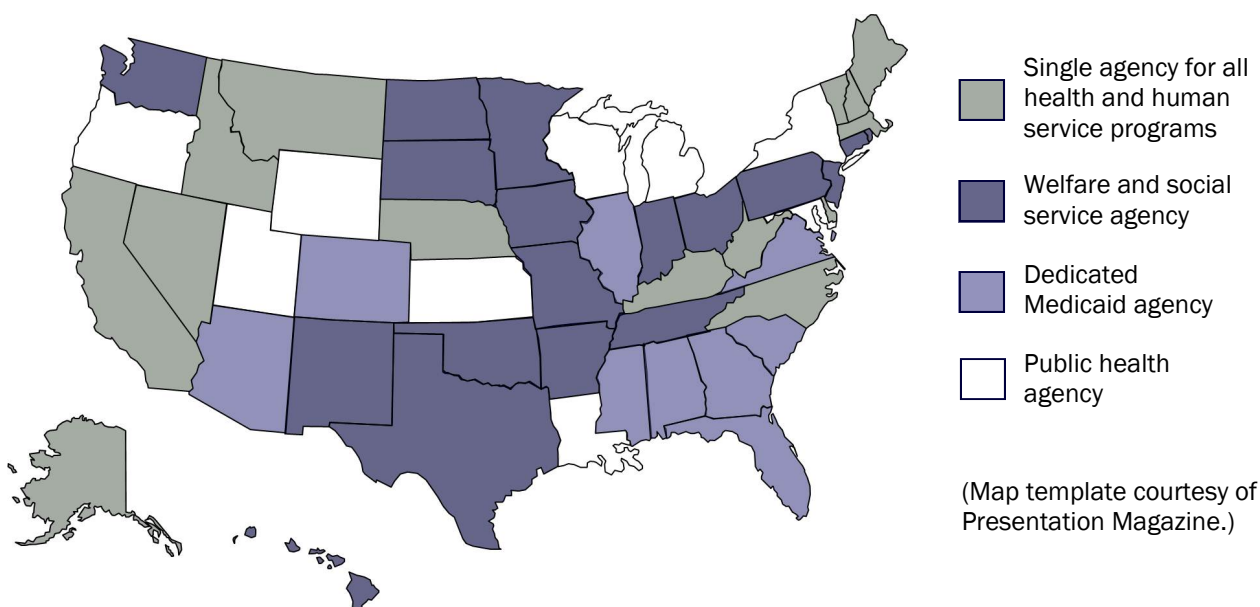 Single agency for all
health and human
service programs
Welfare and social
service agency
Dedicated
Medicaid agency
Public health
agency
(Map template courtesy of
Presentation Magazine.)